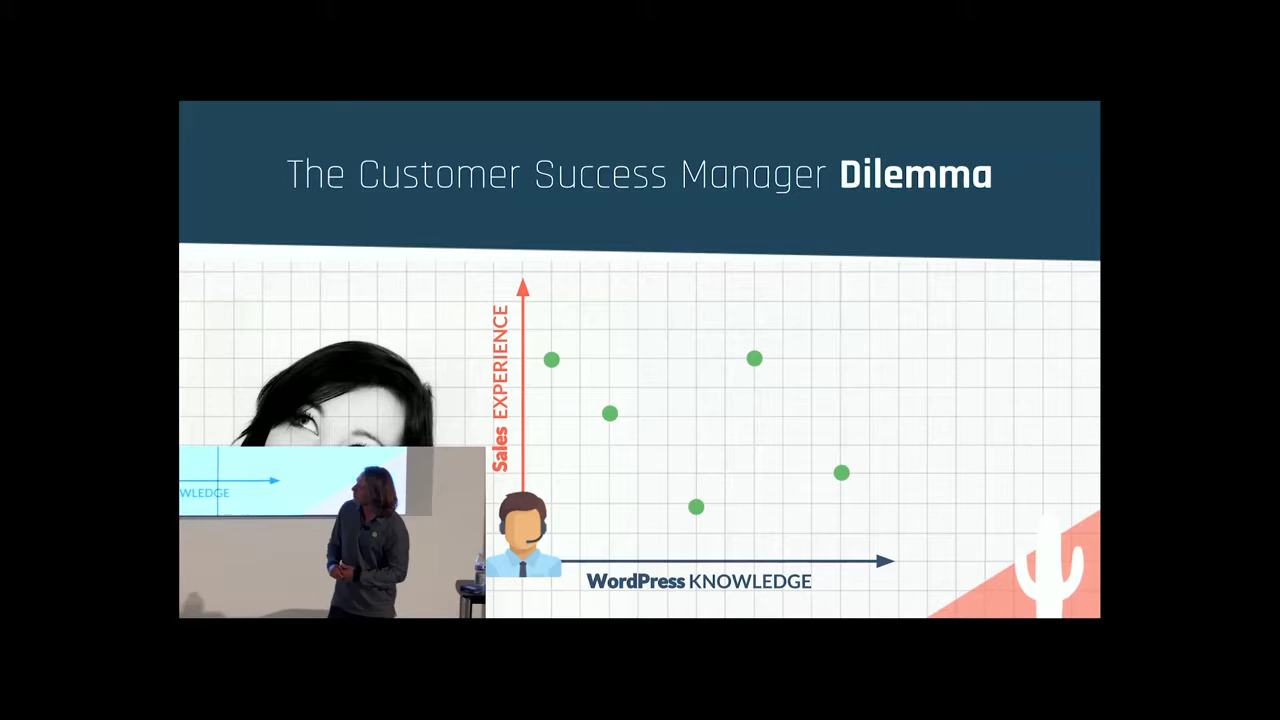 The Customer Success Manager Dilemma
Sales EXPERIENCE
WordPress KNOWLEDGE
WLEDGE